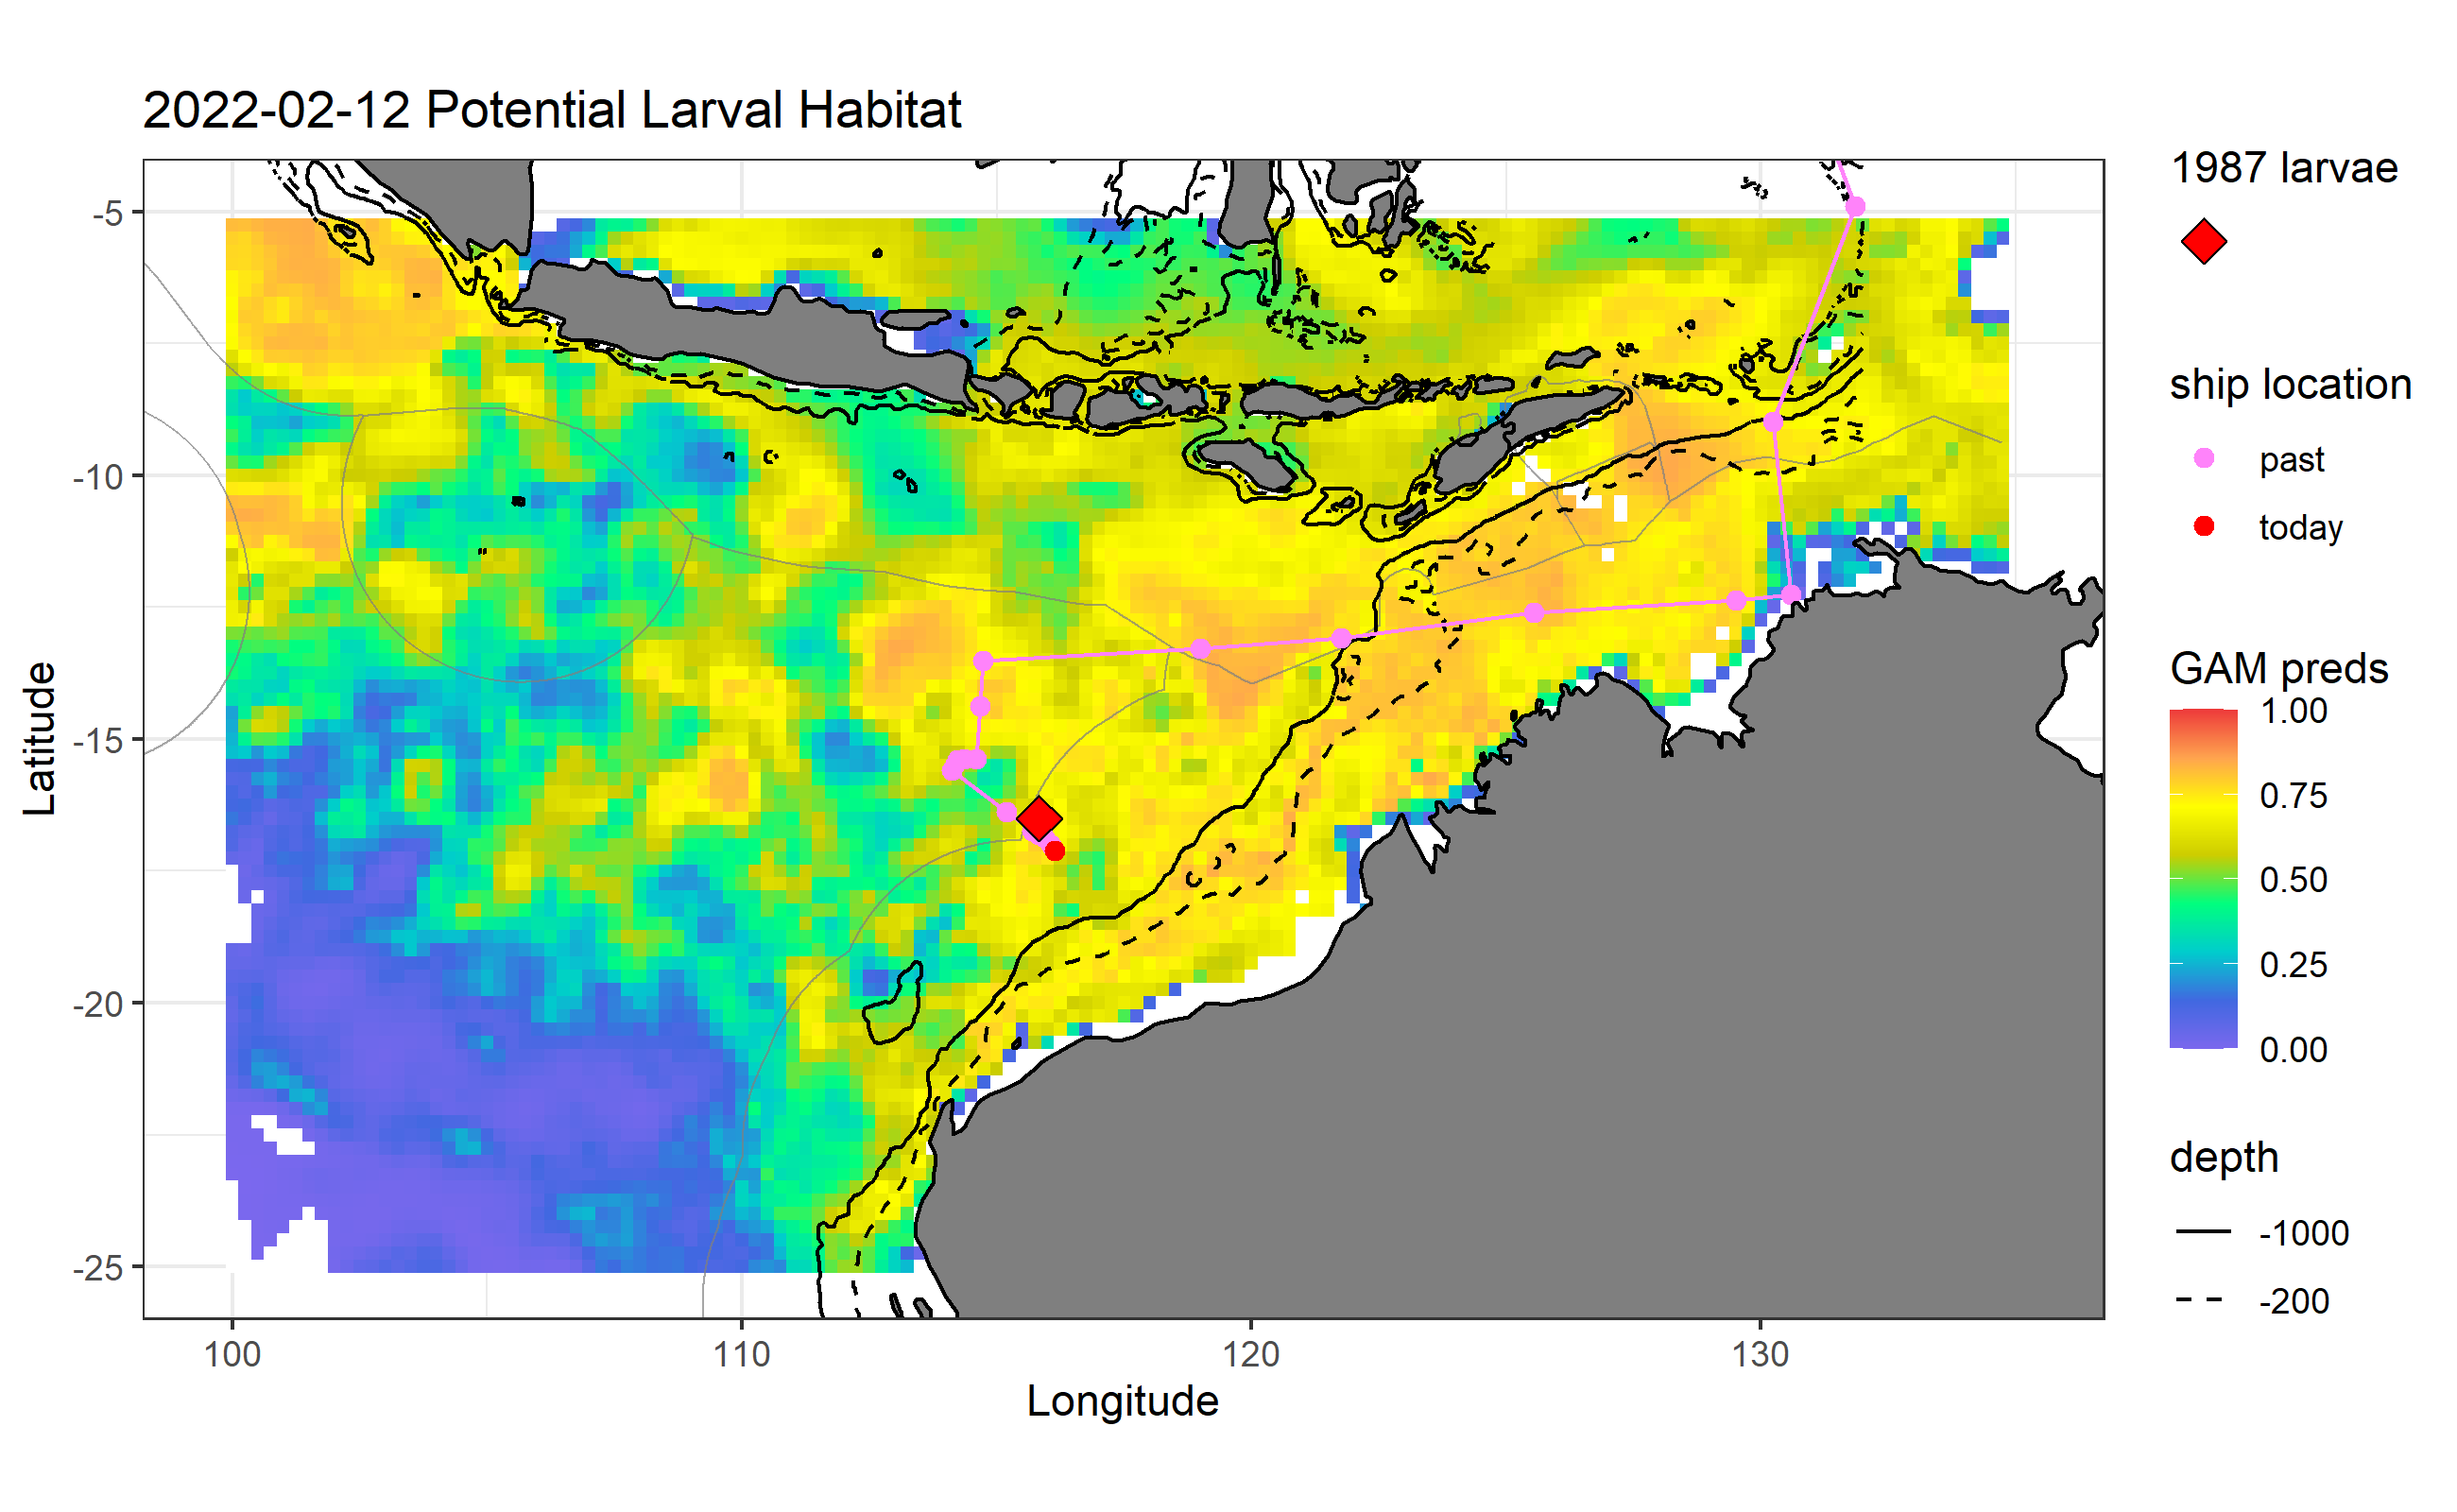 2022-02-12 Potential Larval Habitat
Latitude
-5
-10
-15
-20
-25
100
110
120
130
Longitude
1987 larvae
ship location
past
today
GAM preds
1.00
0.75
0.50
0.25
0.00
depth
-1000
-200